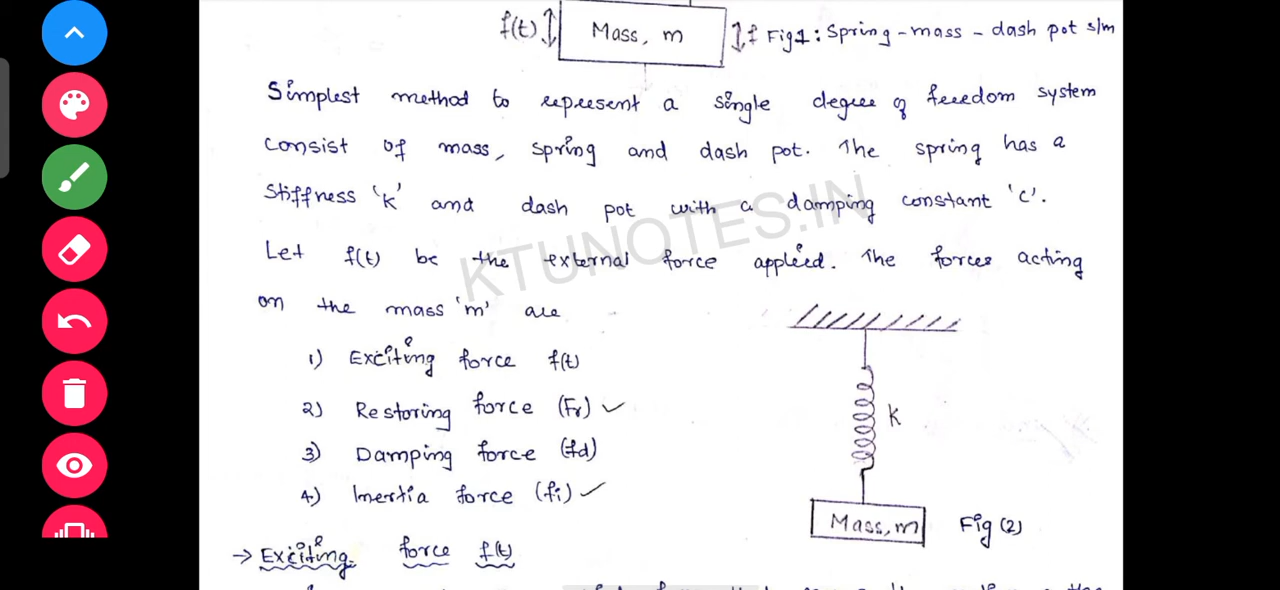 f(t) Mass, m f Fig1: Spring-mass-dash pot s/m
Simplest method to represent a single degree of freedom system
consist of mass, spring and dash pot. The spring has a
stiffness 'k' and dash pot with a damping constant 'c'.
Let f(t) be the external force applied. The forces acting
on the mass 'm' are
1) Exciting force f(t)
2) Restoring force (Fr) ✓
3) Damping force (fd)
4) Inertia force (fi) ✓
K
Mass, m Fig (2)
→ Exciting force f(t)
KTUNOTES.IN